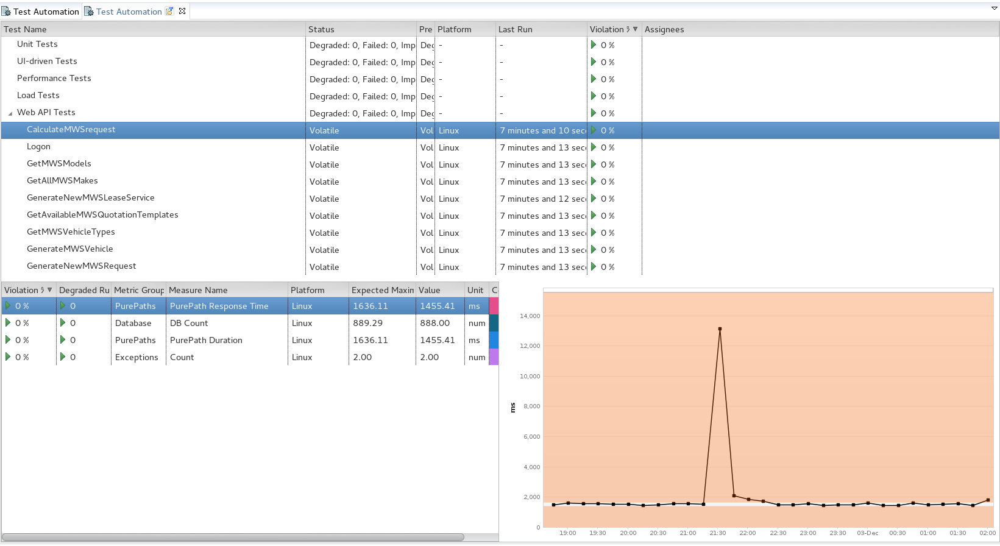 Test Automation Test Automation
Test Name Status Pre Platform Last Run Violation % Assignees
Unit Tests Degraded: 0, Failed: 0, Imp Deg - - 0 %
UI-driven Tests Degraded: 0, Failed: 0, Imp Deg - - 0 %
Performance Tests Degraded: 0, Failed: 0, Imp Deg - - 0 %
Load Tests Degraded: 0, Failed: 0, Imp Deg - - 0 %
Web API Tests Degraded: 0, Failed: 0, Imp Deg - - 0 %
CalculateMWSrequest Volatile Vol Linux 7 minutes and 10 sec 0 %
Logon Volatile Vol Linux 7 minutes and 13 sec 0 %
GetMWSModels Volatile Vol Linux 7 minutes and 13 sec 0 %
GetAllMWSMakes Volatile Vol Linux 7 minutes and 13 sec 0 %
GenerateNewMWSLeaseService Volatile Vol Linux 7 minutes and 12 sec 0 %
GetAvailableMWSQuotationTemplates Volatile Vol Linux 7 minutes and 13 sec 0 %
GetMWSVehicleTypes Volatile Vol Linux 7 minutes and 13 sec 0 %
GenerateMWSVehicle Volatile Vol Linux 7 minutes and 13 sec 0 %
GenerateNewMWSRequest Volatile Vol Linux 7 minutes and 13 sec 0 %
Violation % Degraded Ru Metric Group Measure Name Platform Expected Maxim Value Unit C
0 % 0 PurePaths PurePath Response Time Linux 1636.11 1455.41 ms
0 % 0 Database DB Count Linux 889.29 888.00 num
0 % 0 PurePaths PurePath Duration Linux 1636.11 1455.41 ms
0 % 0 Exceptions Count Linux 2.00 2.00 num
14,000
12,000
10,000
8,000
6,000
4,000
2,000
0
ms
19:00 19:30 20:00 20:30 21:00 21:30 22:00 22:30 23:00 23:30 03-Dec 00:30 01:00 01:30 02:00